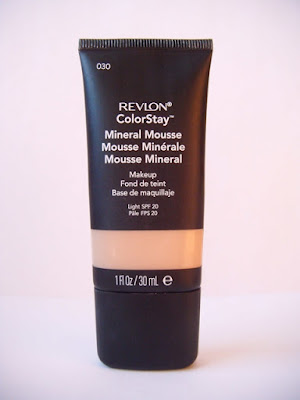 030
REVLON®
ColorStay™
Mineral Mousse
Mousse Minérale
Mousse Mineral
Makeup
Fond de teint
Base de maquillaje
Light SPF 20
Pâle FPS 20
1 Fl Oz / 30 mL ℮